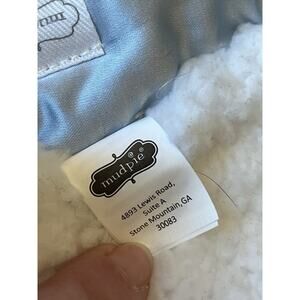 mudpie
4893 Lewis Road,
Suite A
Stone Mountain,GA
30083